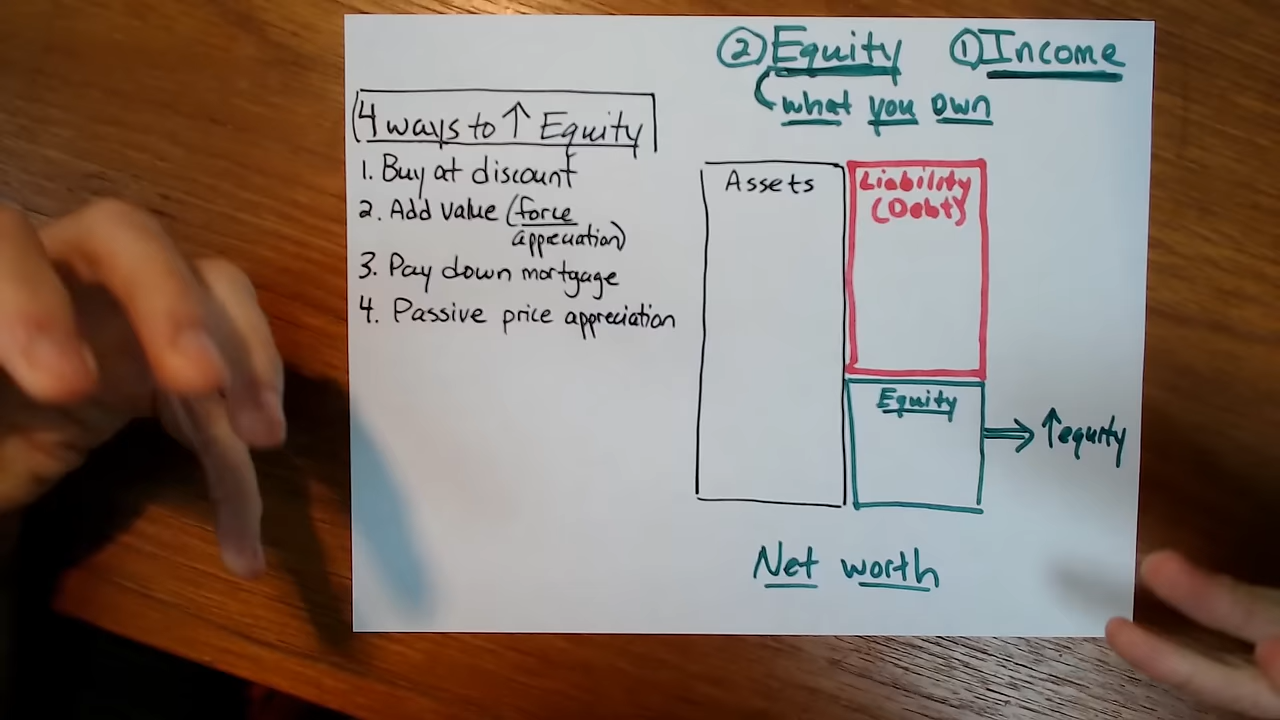 ② Equity ① Income
what you own
4 ways to ↑ Equity
1. Buy at discount
2. Add value (force
appreciation)
3. Pay down mortgage
4. Passive price appreciation
Assets
Liability
(Debt)
Equity
⇒ ↑equity
Net worth